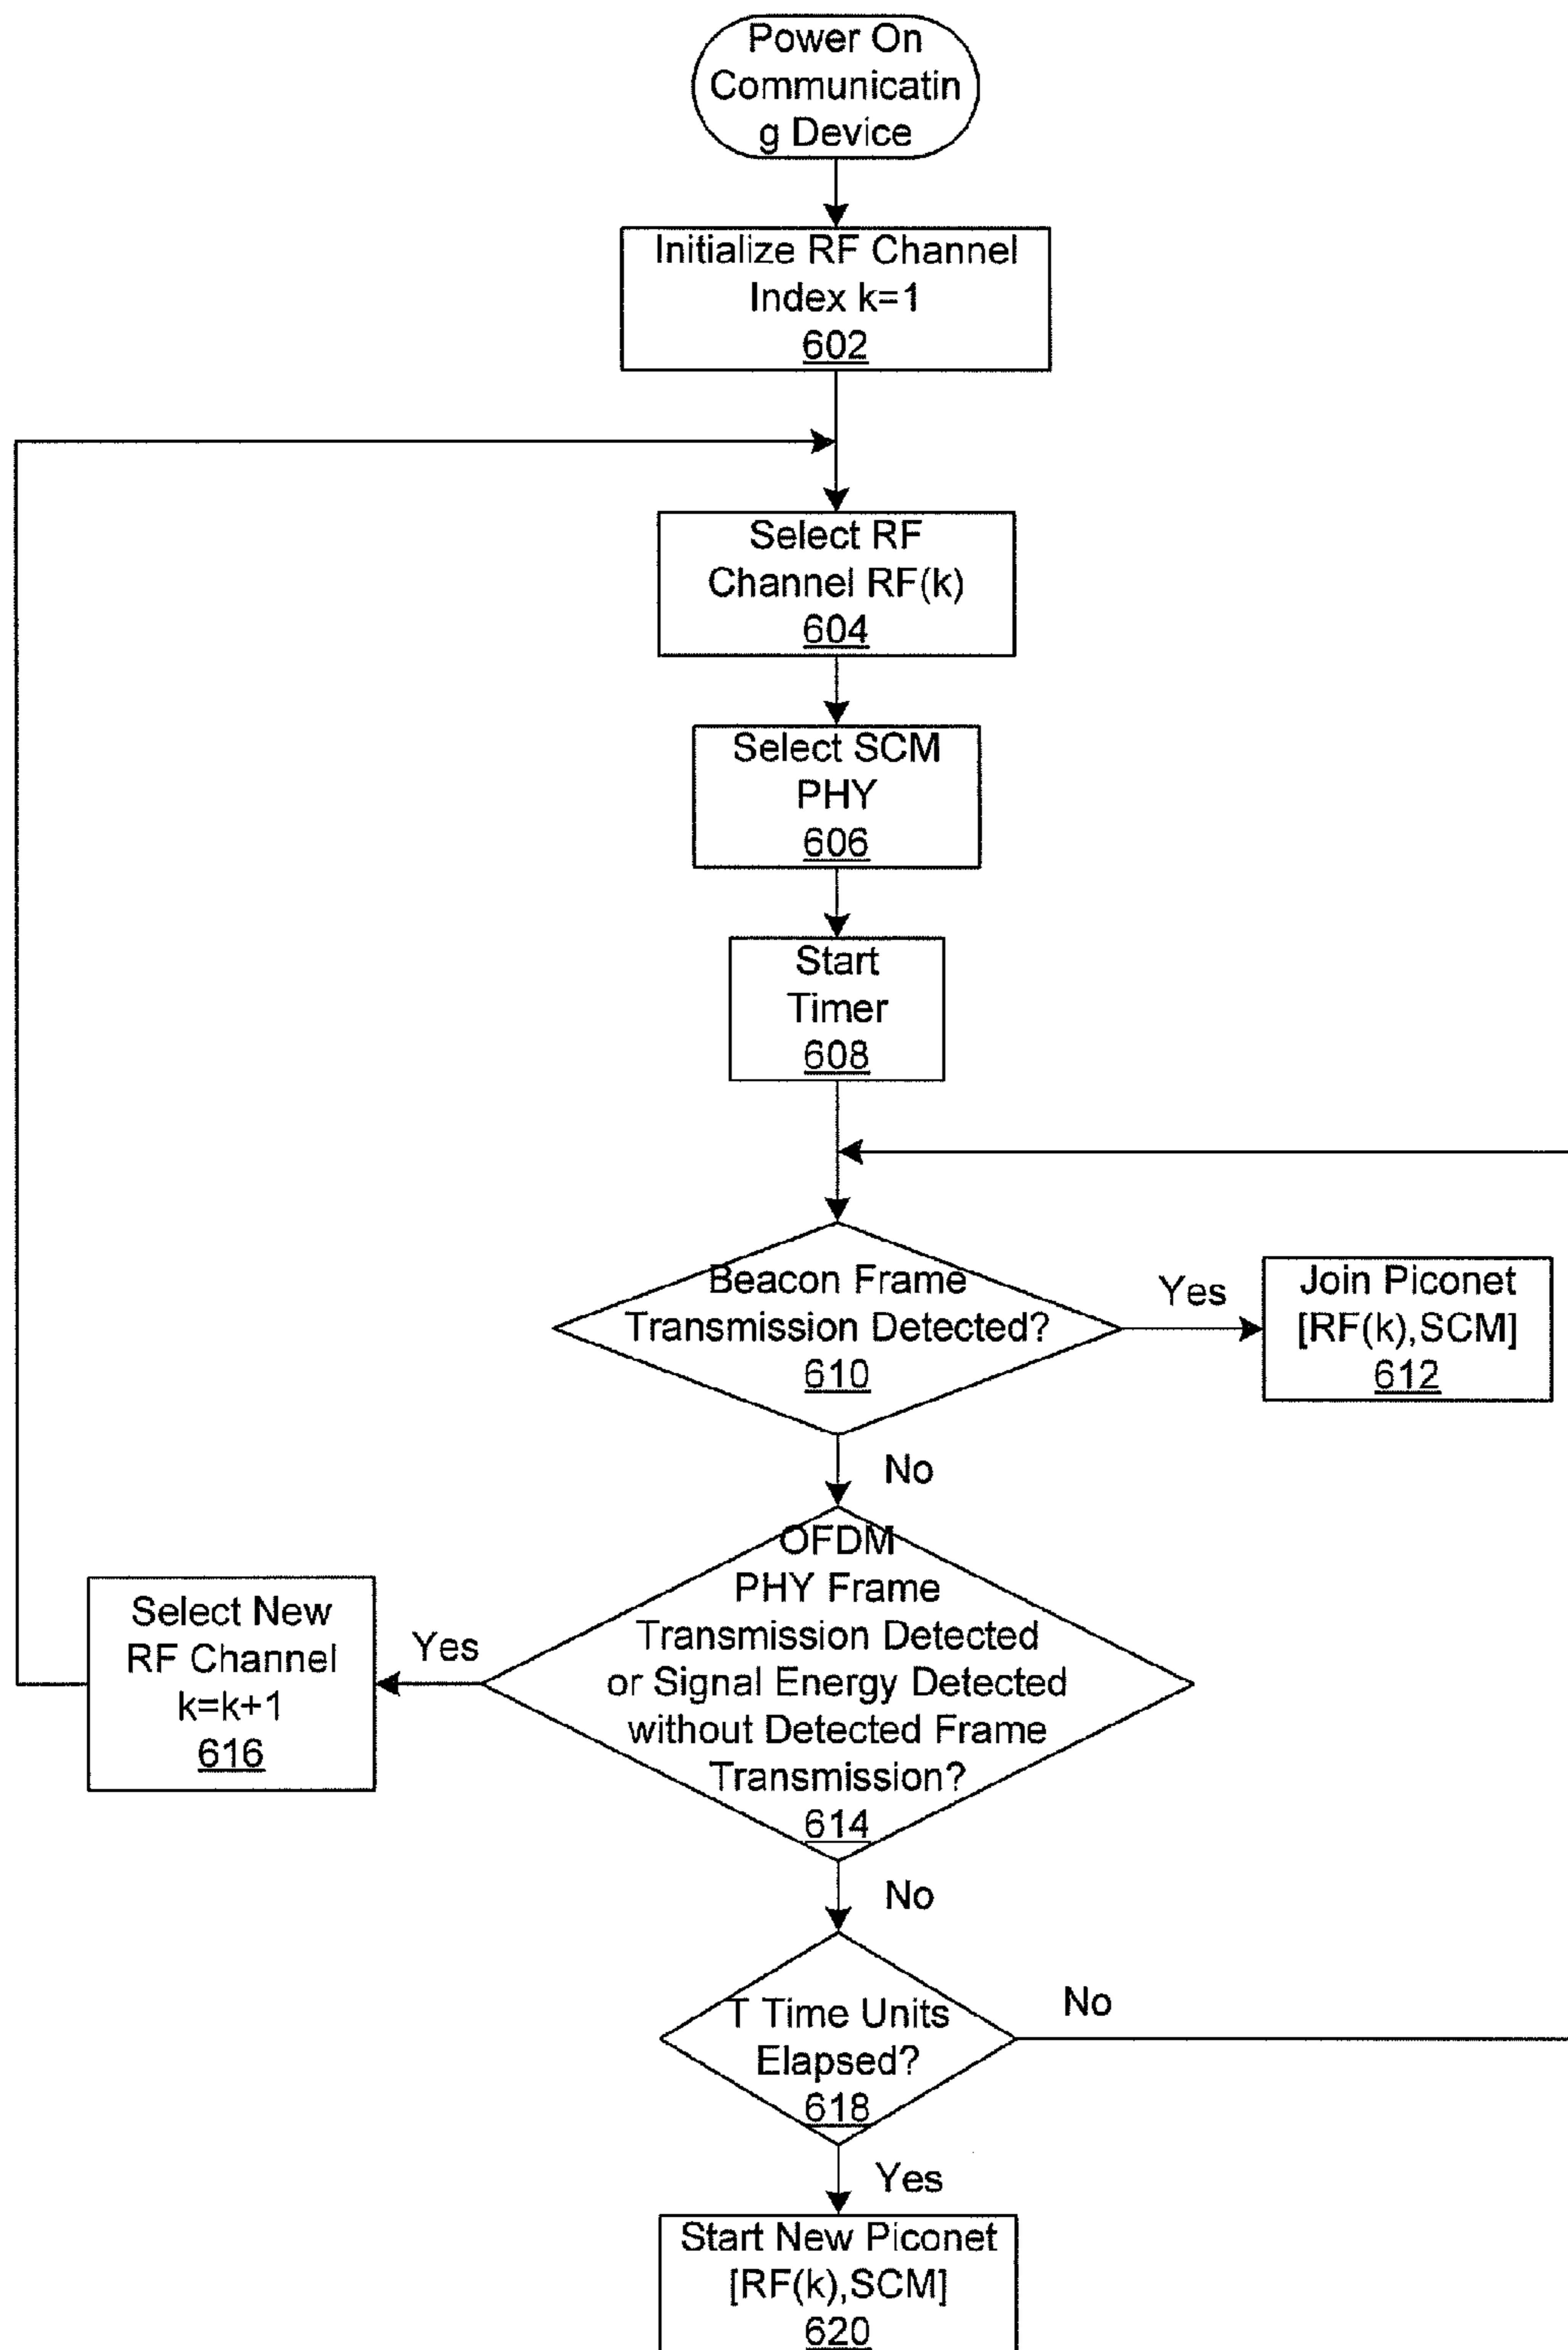 Power On
Communicatin
g Device
Initialize RF Channel
Index k=1
602
Select RF
Channel RF(k)
604
Select SCM
PHY
606
Start
Timer
608
Beacon Frame
Transmission Detected?
610
Yes
Join Piconet
[RF(k),SCM]
612
No
OFDM
PHY Frame
Transmission Detected
or Signal Energy Detected
without Detected Frame
Transmission?
614
Yes
Select New
RF Channel
k=k+1
616
No
T Time Units
Elapsed?
618
No
Yes
Start New Piconet
[RF(k),SCM]
620